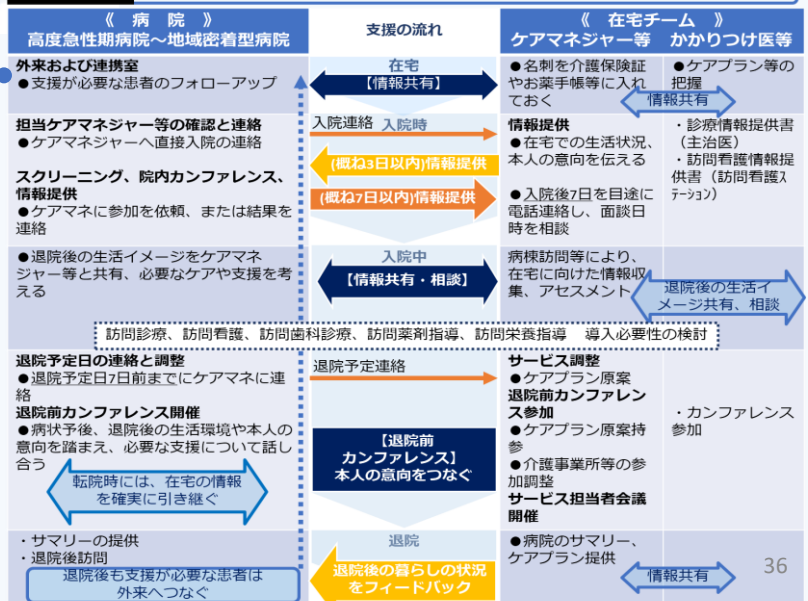 《 病 院 》
高度急性期病院～地域密着型病院
支援の流れ
《 在宅チーム 》
ケアマネジャー等 かかりつけ医等
外来および連携室
●支援が必要な患者のフォローアップ
在宅
【情報共有】
●名刺を介護保険証
やお薬手帳等に入れ
ておく
●ケアプラン等の
把握
情報共有
担当ケアマネジャー等の確認と連絡
●ケアマネジャーへ直接入院の連絡
スクリーニング、院内カンファレンス、
情報提供
●ケアマネに参加を依頼、または結果を
連絡
入院連絡 入院時
(概ね3日以内)情報提供
(概ね7日以内)情報提供
情報提供
●在宅での生活状況、
本人の意向を伝える
●入院後7日を目途に
電話連絡し、面談日
時を相談
・診療情報提供書
（主治医）
・訪問看護情報提
供書（訪問看護ｽ
ﾃｰｼｮﾝ）
●退院後の生活イメージをケアマネ
ジャー等と共有、必要なケアや支援を考
える
入院中
【情報共有・相談】
病棟訪問等により、
在宅に向けた情報収
集、アセスメント
退院後の生活イ
メージ共有、相談
訪問診療、訪問看護、訪問歯科診療、訪問薬剤指導、訪問栄養指導 導入必要性の検討
退院予定日の連絡と調整
●退院予定日7日前までにケアマネに連
絡
退院前カンファレンス開催
●病状予後、退院後の生活環境や本人の
意向を踏まえ、必要な支援について話し
合う
転院時には、在宅の情報
を確実に引き継ぐ
退院予定連絡
【退院前
カンファレンス】
本人の意向をつなぐ
サービス調整
●ケアプラン原案
退院前カンファレン
ス参加
●ケアプラン原案持
参
●介護事業所等の参
加調整
サービス担当者会議
開催
・カンファレンス
参加
・サマリーの提供
・退院後訪問
退院後も支援が必要な患者は
外来へつなぐ
退院
退院後の暮らしの状況
をフィードバック
●病院のサマリー、
ケアプラン提供
情報共有
36